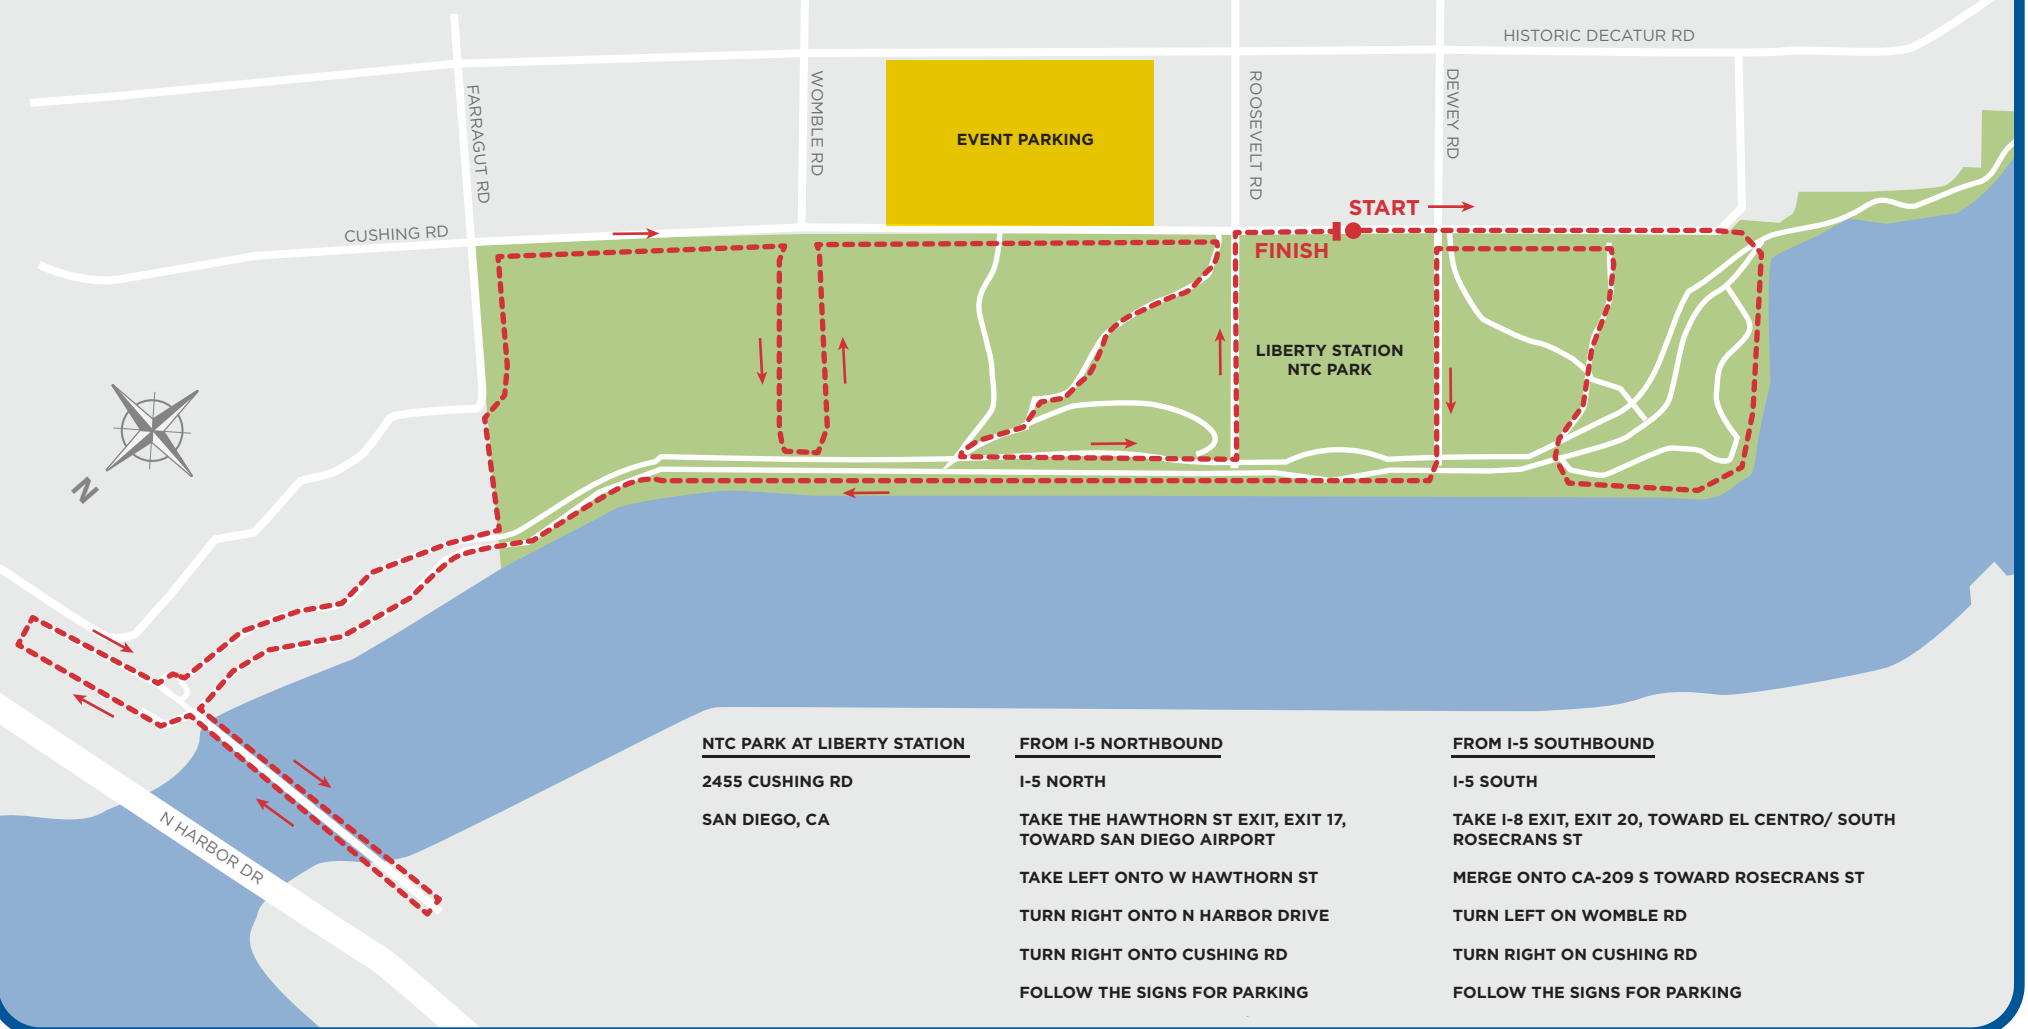 HISTORIC DECATUR RD
FARRAGUT RD
WOMBLE RD
EVENT PARKING
ROOSEVELT RD
DEWEY RD
START
CUSHING RD
FINISH
LIBERTY STATION
NTC PARK
N
N HARBOR DR
NTC PARK AT LIBERTY STATION
2455 CUSHING RD
SAN DIEGO, CA
FROM I-5 NORTHBOUND
I-5 NORTH
TAKE THE HAWTHORN ST EXIT, EXIT 17,
TOWARD SAN DIEGO AIRPORT
TAKE LEFT ONTO W HAWTHORN ST
TURN RIGHT ONTO N HARBOR DRIVE
TURN RIGHT ONTO CUSHING RD
FOLLOW THE SIGNS FOR PARKING
FROM I-5 SOUTHBOUND
I-5 SOUTH
TAKE I-8 EXIT, EXIT 20, TOWARD EL CENTRO/ SOUTH
ROSECRANS ST
MERGE ONTO CA-209 S TOWARD ROSECRANS ST
TURN LEFT ON WOMBLE RD
TURN RIGHT ON CUSHING RD
FOLLOW THE SIGNS FOR PARKING